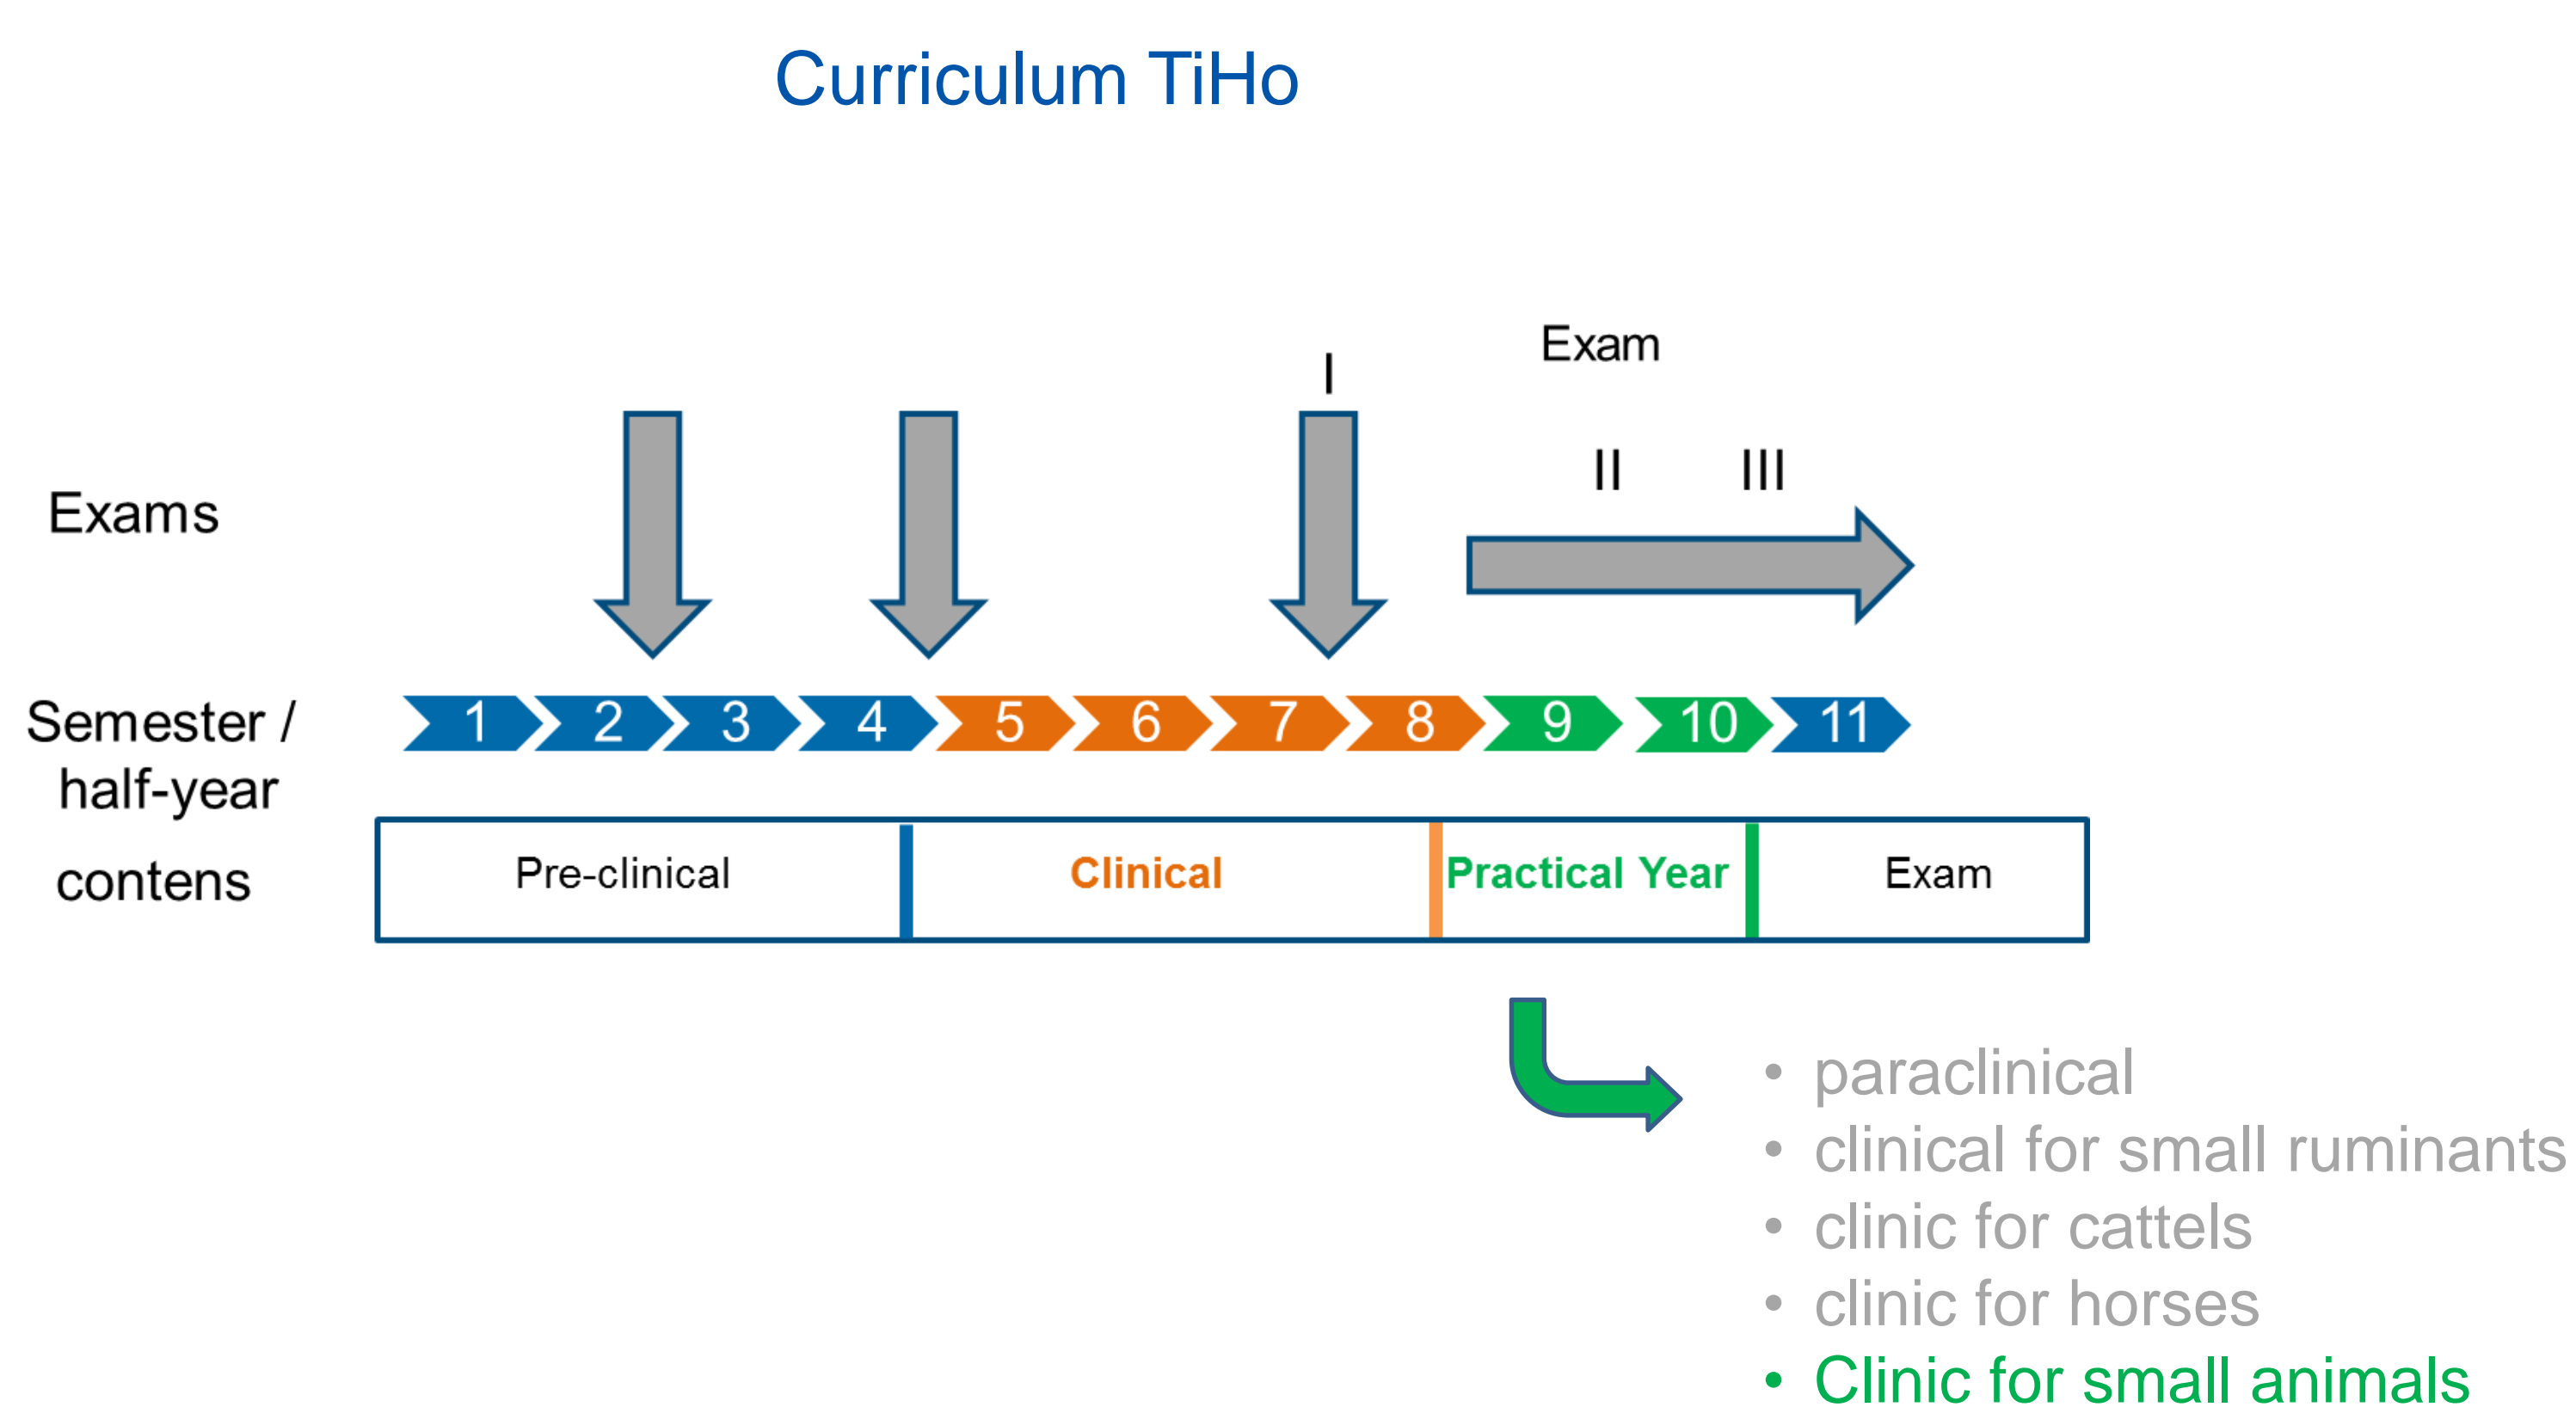 Curriculum TiHo
Exam
I
II III
Exams
Semester /
half-year
1 2 3 4 5 6 7 8 9 10 11
contens
Pre-clinical Clinical Practical Year Exam
• paraclinical
• clinical for small ruminants
• clinic for cattels
• clinic for horses
• Clinic for small animals